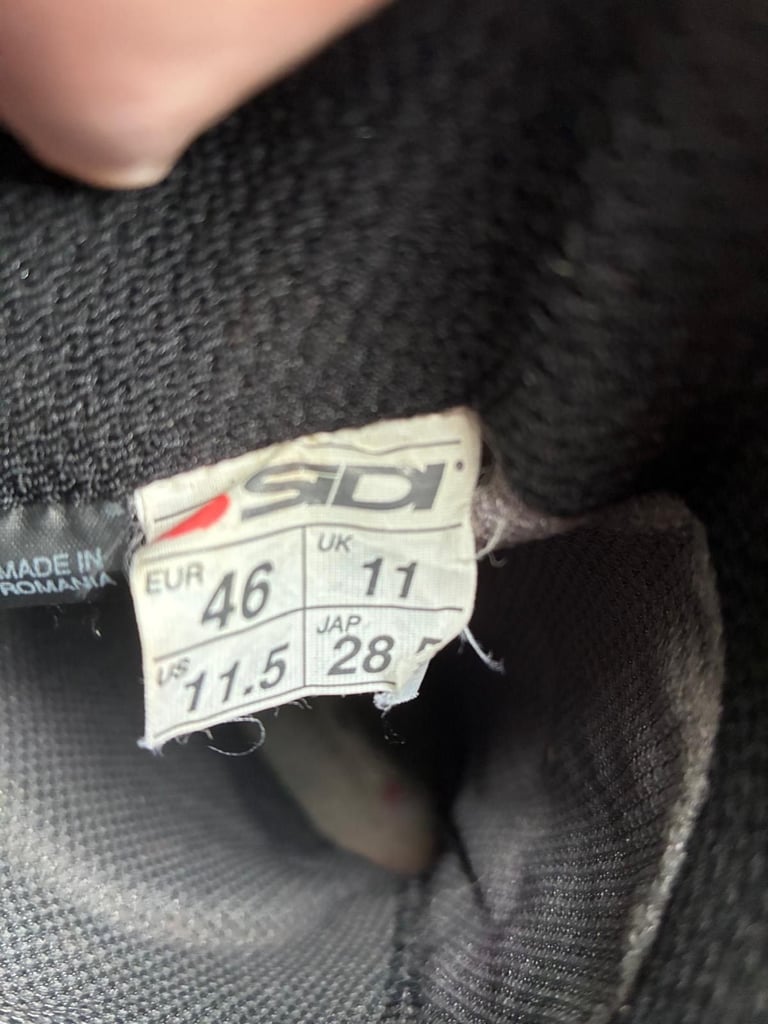 SIDI
MADE IN
ROMANIA
EUR 46
UK 11
US 11.5
JAP 28